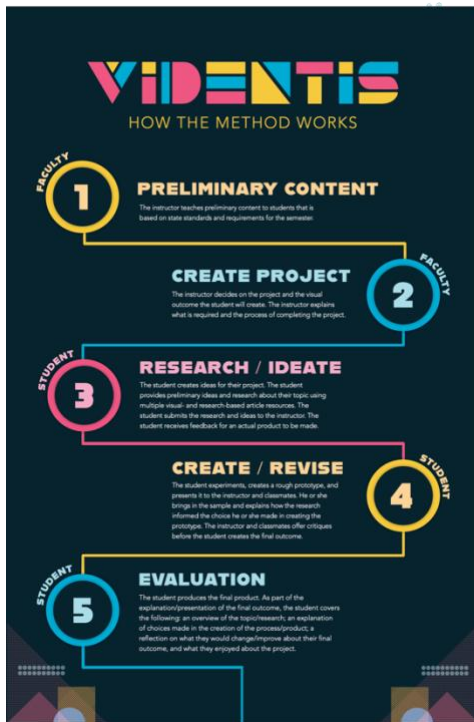 ViDENTiS
HOW THE METHOD WORKS
FACULTY
1
PRELIMINARY CONTENT
The instructor teaches preliminary content to students that is
based on state standards and requirements for the semester.
CREATE PROJECT
The instructor decides on the project and the visual
outcome the student will create. The instructor explains
what is required and the process of completing the project.
2
FACULTY
STUDENT
3
RESEARCH / IDEATE
The student creates ideas for their project. The student
provides preliminary ideas and research about their topic using
multiple visual- and research-based article resources. The
student submits the research and ideas to the instructor. The
student receives feedback for an actual product to be made.
CREATE / REVISE
The student experiments, creates a rough prototype, and
presents it to the instructor and classmates. He or she
brings in the sample and explains how the research
informed the choice he or she made in creating the
prototype. The instructor and classmates offer critiques
before the student creates the final outcome.
4
STUDENT
STUDENT
5
EVALUATION
The student produces the final product. As part of the
explanation/presentation of the final outcome, the student covers
the following: an overview of the topic/research; an explanation
of choices made in the creation of the process/product; a
reflection on what they would change/improve about their final
outcome, and what they enjoyed about the project.